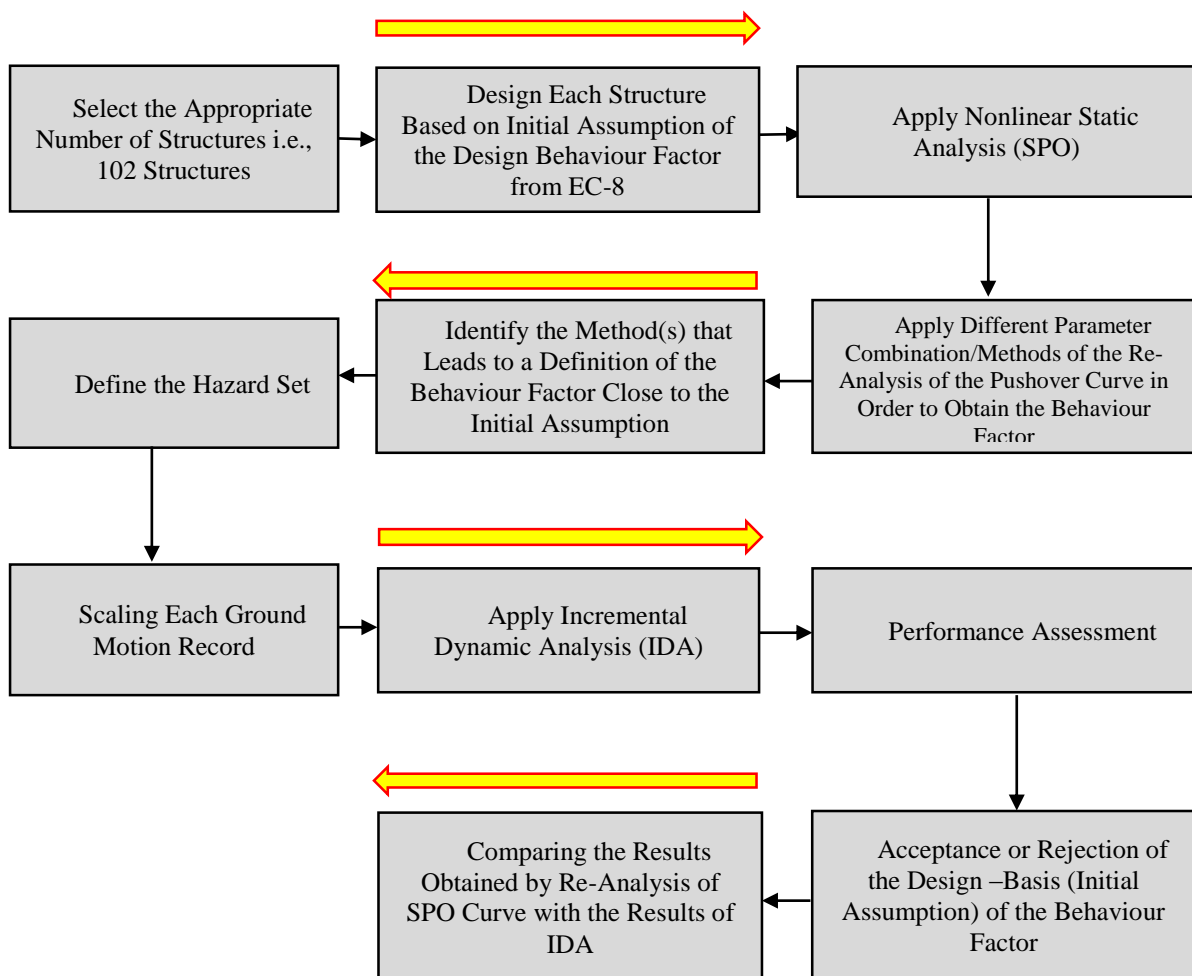 Select the Appropriate
Number of Structures i.e.,
102 Structures
Design Each Structure
Based on Initial Assumption of
the Design Behaviour Factor
from EC-8
Apply Nonlinear Static
Analysis (SPO)
Apply Different Parameter
Combination/Methods of the Re-
Analysis of the Pushover Curve in
Order to Obtain the Behaviour
Factor
Identify the Method(s) that
Leads to a Definition of the
Behaviour Factor Close to the
Initial Assumption
Define the Hazard Set
Scaling Each Ground
Motion Record
Apply Incremental
Dynamic Analysis (IDA)
Performance Assessment
Acceptance or Rejection of
the Design –Basis (Initial
Assumption) of the Behaviour
Factor
Comparing the Results
Obtained by Re-Analysis of
SPO Curve with the Results of
IDA